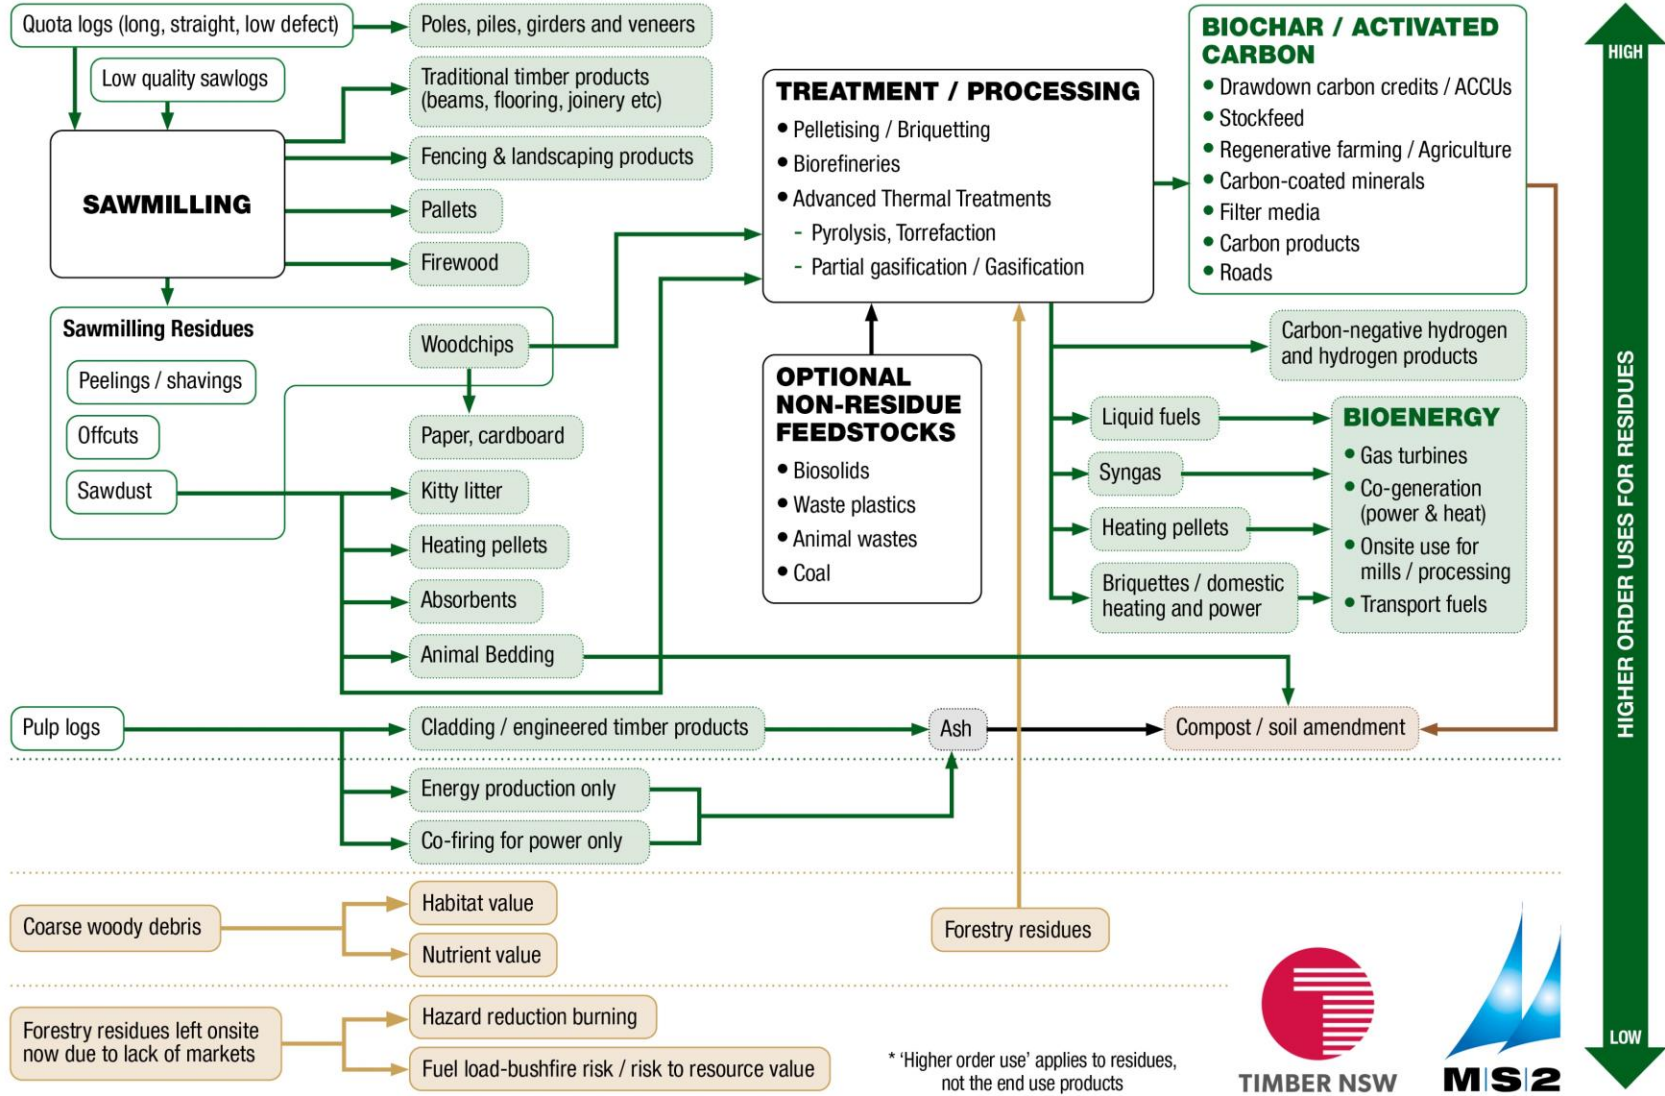 Quota logs (long, straight, low defect)
Poles, piles, girders and veneers
Low quality sawlogs
Traditional timber products
(beams, flooring, joinery etc)
SAWMILLING
Fencing & landscaping products
Pallets
Firewood
Sawmilling Residues
Peelings / shavings
Offcuts
Sawdust
Woodchips
Paper, cardboard
Kitty litter
Heating pellets
Absorbents
Animal Bedding
TREATMENT / PROCESSING
• Pelletising / Briquetting
• Biorefineries
• Advanced Thermal Treatments
- Pyrolysis, Torrefaction
- Partial gasification / Gasification
OPTIONAL
NON-RESIDUE
FEEDSTOCKS
• Biosolids
• Waste plastics
• Animal wastes
• Coal
BIOCHAR / ACTIVATED
CARBON
• Drawdown carbon credits / ACCUs
• Stockfeed
• Regenerative farming / Agriculture
• Carbon-coated minerals
• Filter media
• Carbon products
• Roads
Carbon-negative hydrogen
and hydrogen products
Liquid fuels
Syngas
Heating pellets
Briquettes / domestic
heating and power
BIOENERGY
• Gas turbines
• Co-generation
(power & heat)
• Onsite use for
mills / processing
• Transport fuels
Pulp logs
Cladding / engineered timber products
Ash
Compost / soil amendment
Energy production only
Co-firing for power only
Coarse woody debris
Habitat value
Nutrient value
Forestry residues
Forestry residues left onsite
now due to lack of markets
Hazard reduction burning
Fuel load-bushfire risk / risk to resource value
* 'Higher order use' applies to residues,
not the end use products
TIMBER NSW
M|S|2
HIGH
HIGHER ORDER USES FOR RESIDUES
LOW